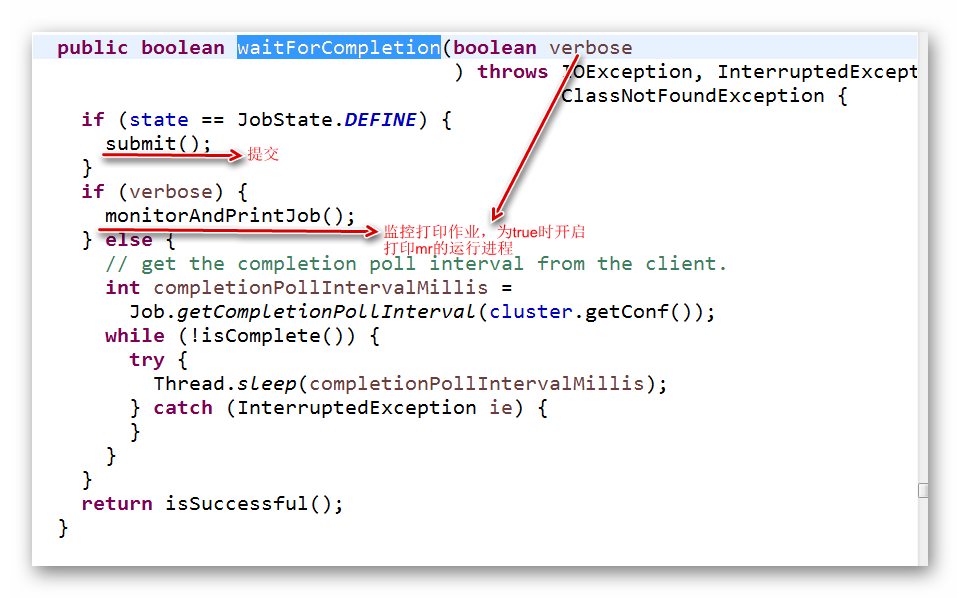 public boolean waitForCompletion(boolean verbose
) throws IOException, InterruptedExcept
ClassNotFoundException {
if (state == JobState.DEFINE) {
submit();
提交
}
if (verbose) {
monitorAndPrintJob();
监控打印作业，为true时开启
打印mr的运行进程
} else {
// get the completion poll interval from the client.
int completionPollIntervalMillis =
Job.getCompletionPollInterval(cluster.getConf());
while (!isComplete()) {
try {
Thread.sleep(completionPollIntervalMillis);
} catch (InterruptedException ie) {
}
}
}
return isSuccessful();
}